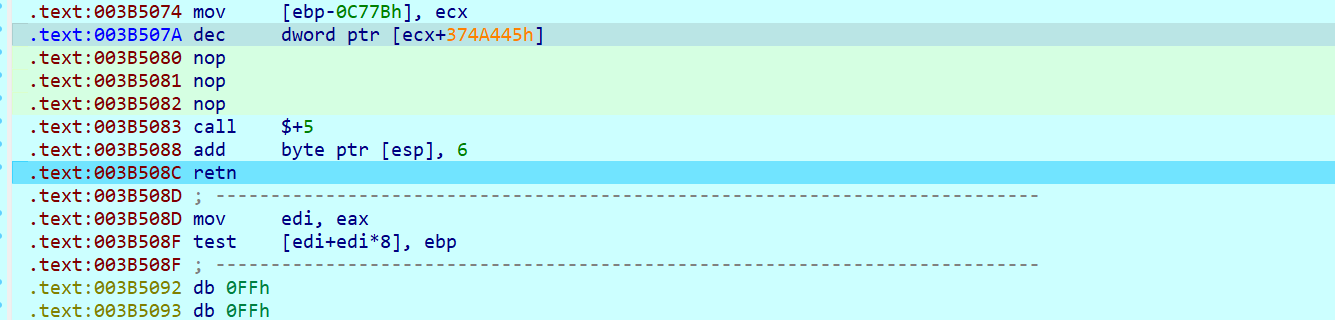 .text:003B5074 mov     [ebp-0C77Bh], ecx
.text:003B507A dec     dword ptr [ecx+374A445h]
.text:003B5080 nop
.text:003B5081 nop
.text:003B5082 nop
.text:003B5083 call    $+5
.text:003B5088 add     byte ptr [esp], 6
.text:003B508C retn
.text:003B508D ; ---------------------------------------------------------------------------
.text:003B508D mov     edi, eax
.text:003B508F test    [edi+edi*8], ebp
.text:003B508F ; ---------------------------------------------------------------------------
.text:003B5092 db 0FFh
.text:003B5093 db 0FFh